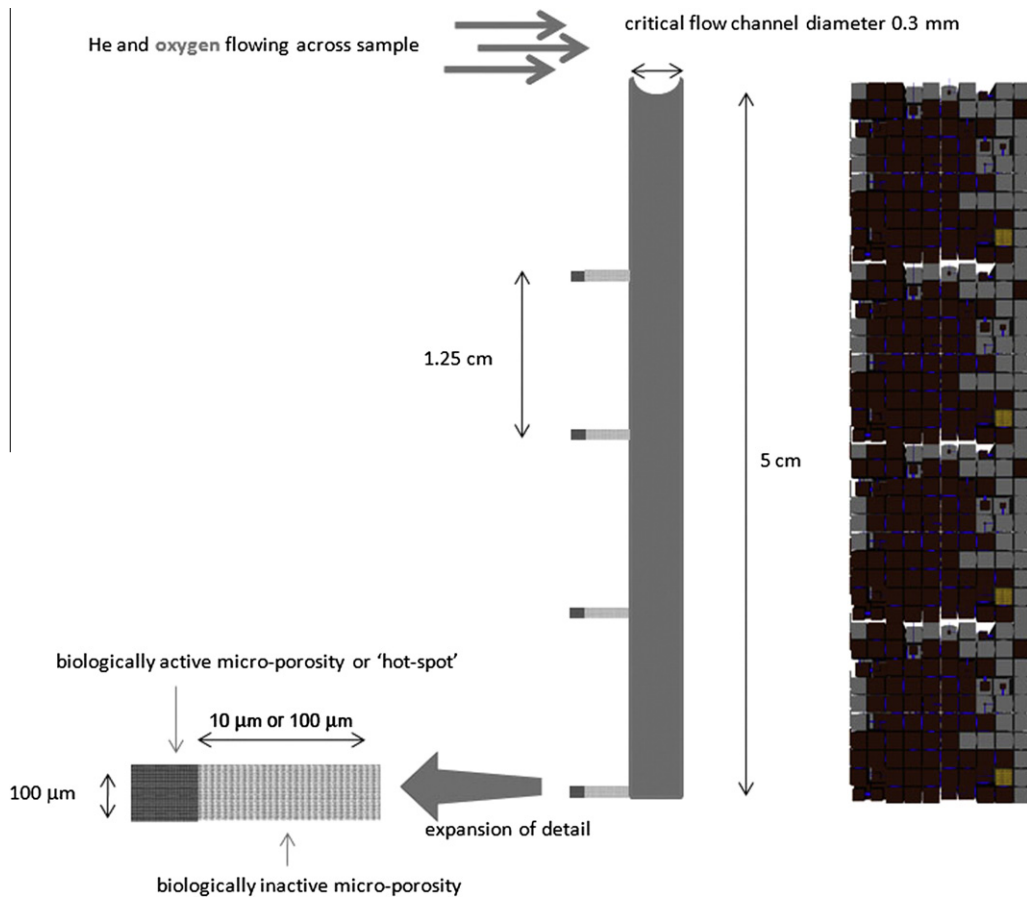 critical flow channel diameter 0.3 mm
He and oxygen flowing across sample
1.25 cm
5 cm
biologically active micro-porosity or ‘hot-spot’
10 µm or 100 µm
100 µm
expansion of detail
biologically inactive micro-porosity